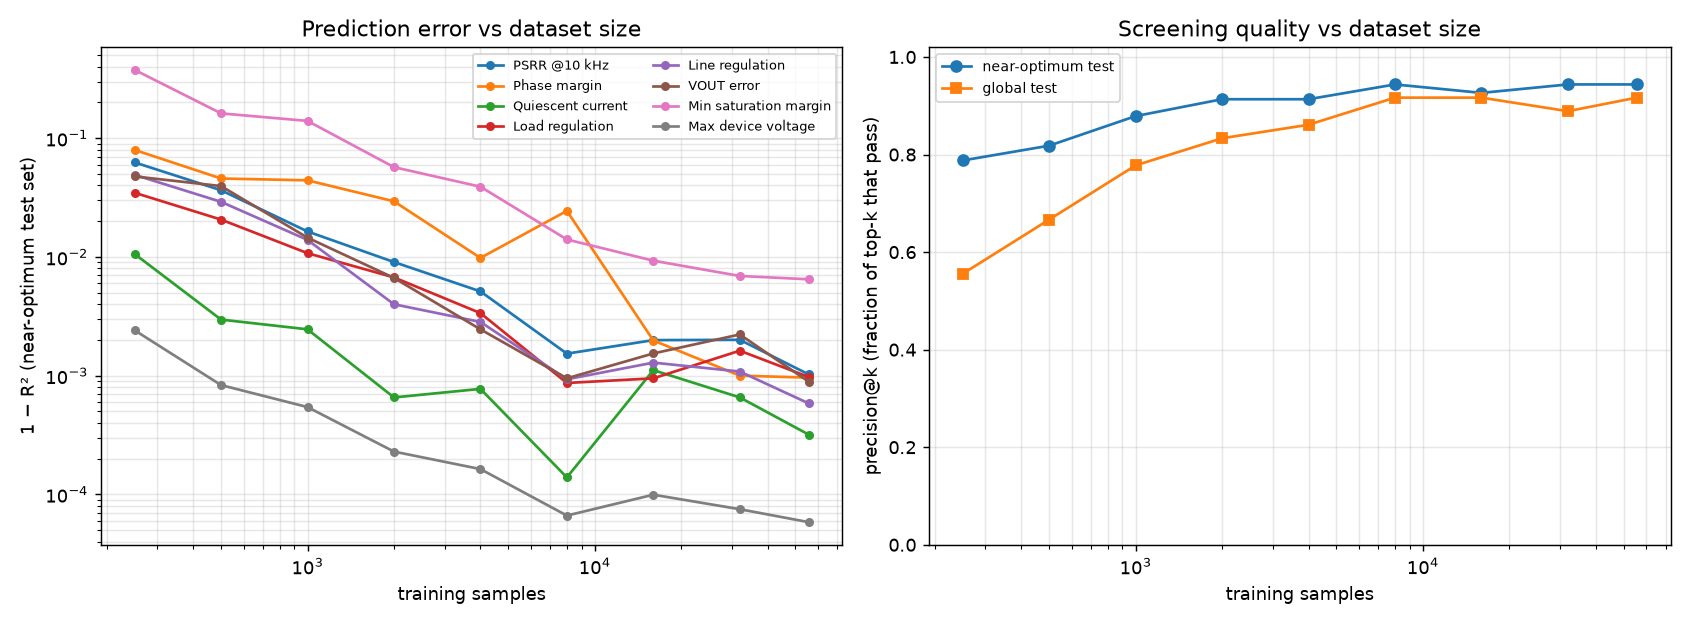 Prediction error vs dataset size
1 − R² (near-optimum test set)
10⁻¹
10⁻²
10⁻³
10⁻⁴
PSRR @10 kHz
Phase margin
Quiescent current
Load regulation
Line regulation
VOUT error
Min saturation margin
Max device voltage
10³
10⁴
training samples
Screening quality vs dataset size
precision@k (fraction of top-k that pass)
1.0
0.8
0.6
0.4
0.2
0.0
near-optimum test
global test
10³
10⁴
training samples